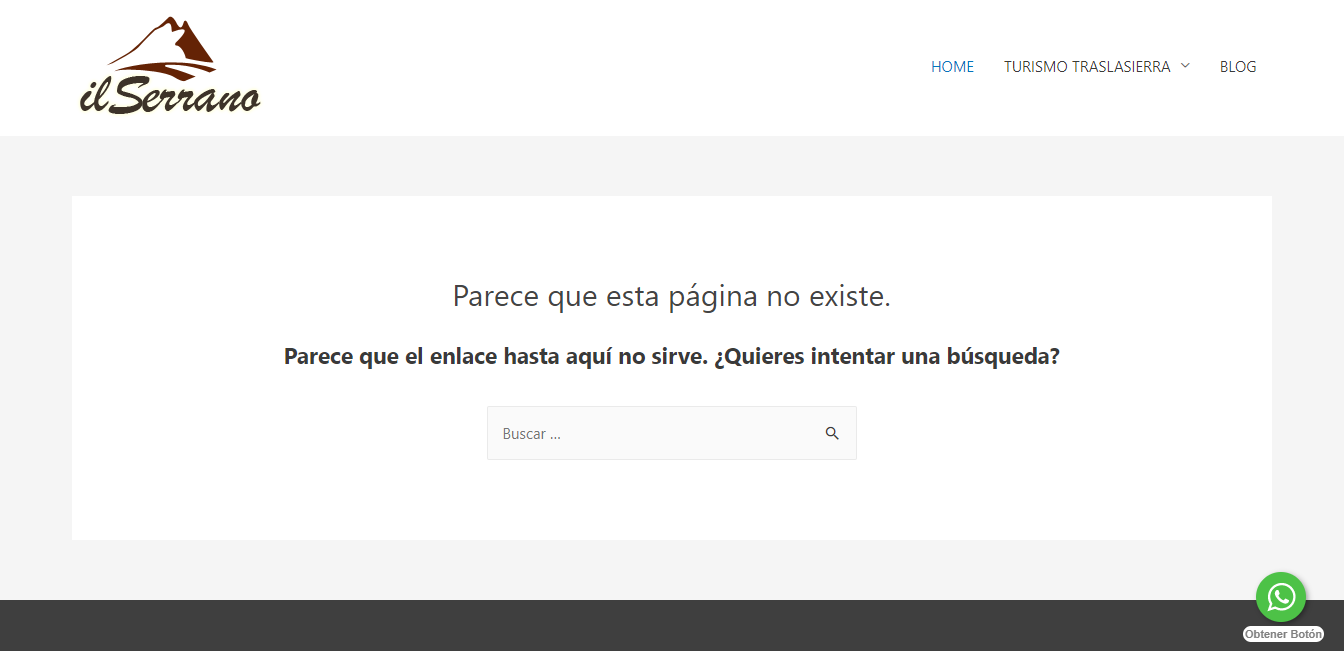 ilSerrano
HOME
TURISMO TRASLASIERRA
BLOG
Parece que esta página no existe.
Parece que el enlace hasta aquí no sirve. ¿Quieres intentar una búsqueda?
Buscar ...
Obtener Botón